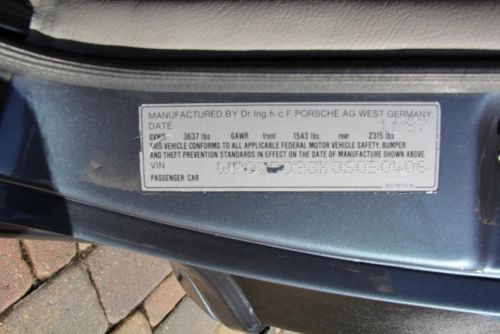 MANUFACTURED BY Dr.Ing.h.c.F.PORSCHE AG WEST GERMANY.
DATE
GVWR 3637 lbs GAWR front 1543 lbs rear 2315 lbs
THIS VEHICLE CONFORMS TO ALL APPLICABLE FEDERAL MOTOR VEHICLE SAFETY, BUMPER
AND THEFT PREVENTION STANDARDS IN EFFECT ON THE DATE OF MANUFACTURE SHOWN ABOVE.
VIN
PASSENGER CAR